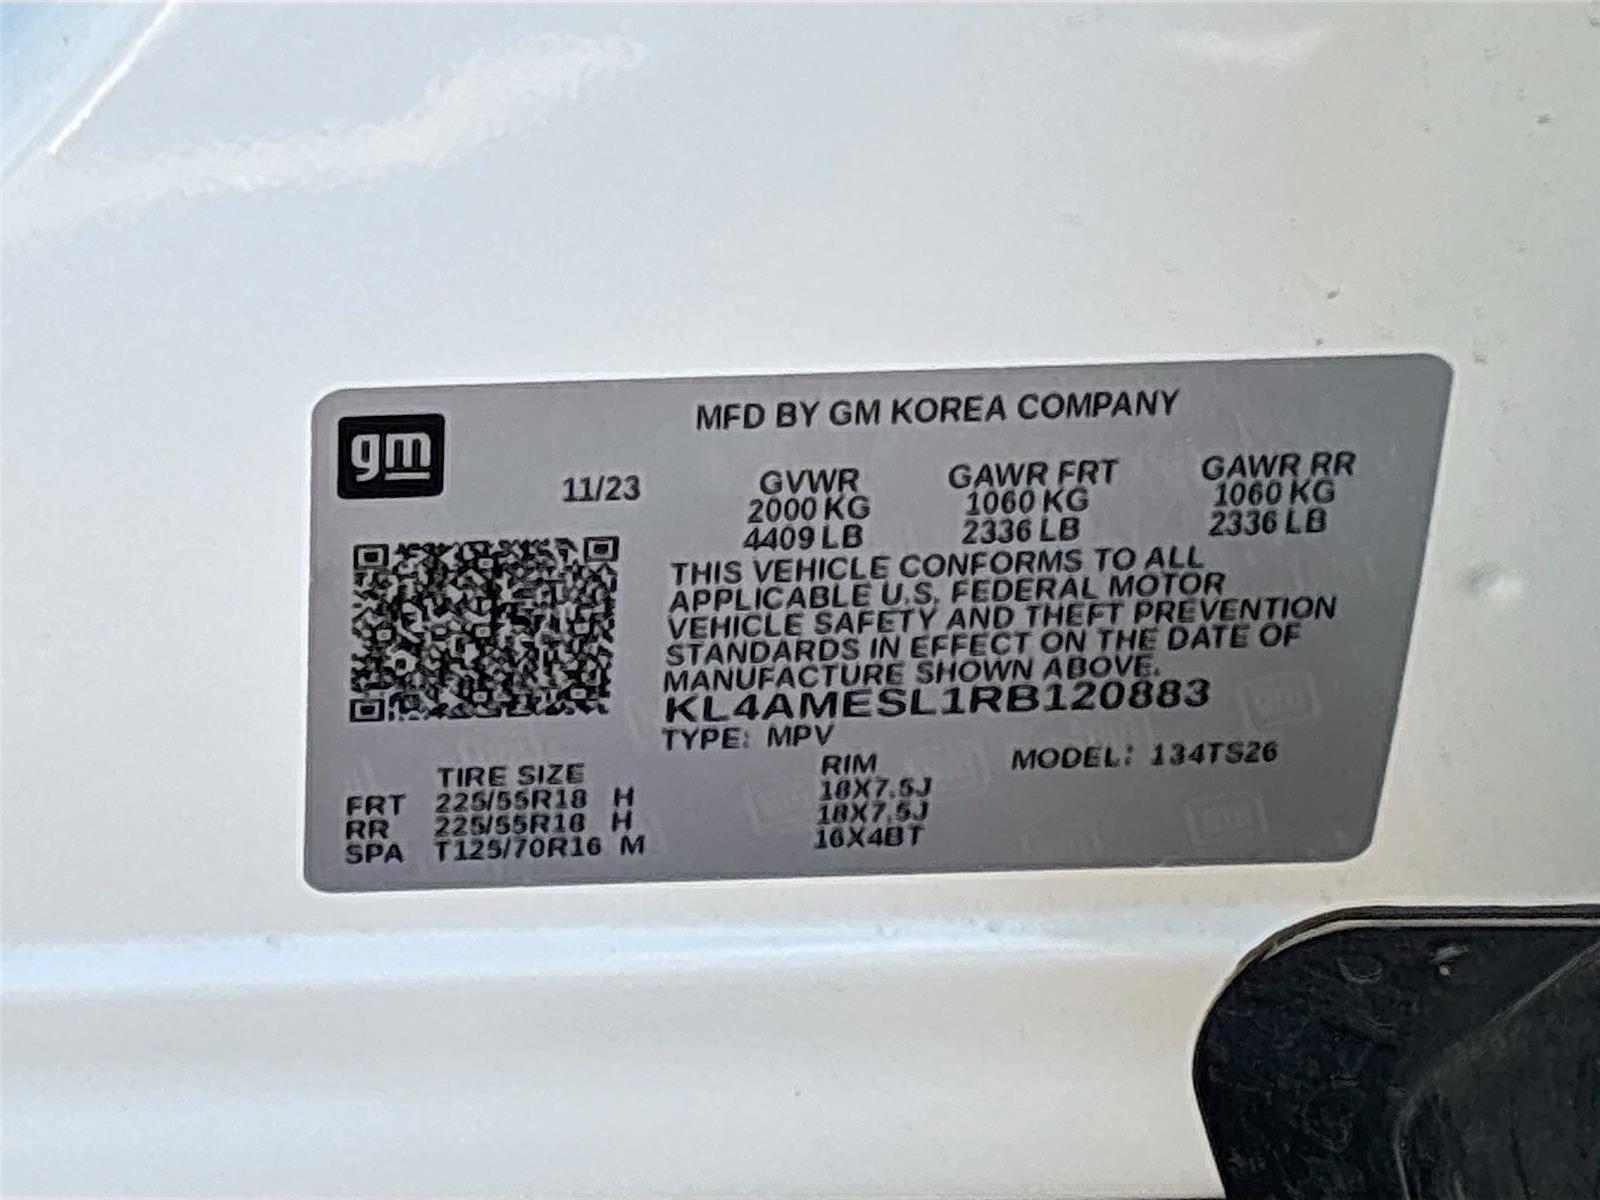 gm
MFD BY GM KOREA COMPANY
11/23
GVWR GAWR FRT GAWR RR
2000 KG 1060 KG 1060 KG
4409 LB 2336 LB 2336 LB
THIS VEHICLE CONFORMS TO ALL
APPLICABLE U.S. FEDERAL MOTOR
VEHICLE SAFETY AND THEFT PREVENTION
STANDARDS IN EFFECT ON THE DATE OF
MANUFACTURE SHOWN ABOVE.
KL4AMESL1RB120883
TYPE: MPV MODEL: 134TS26
TIRE SIZE RIM
FRT 225/55R18 H 18X7.5J
RR 225/55R18 H 18X7.5J
SPA T125/70R16 M 16X4BT